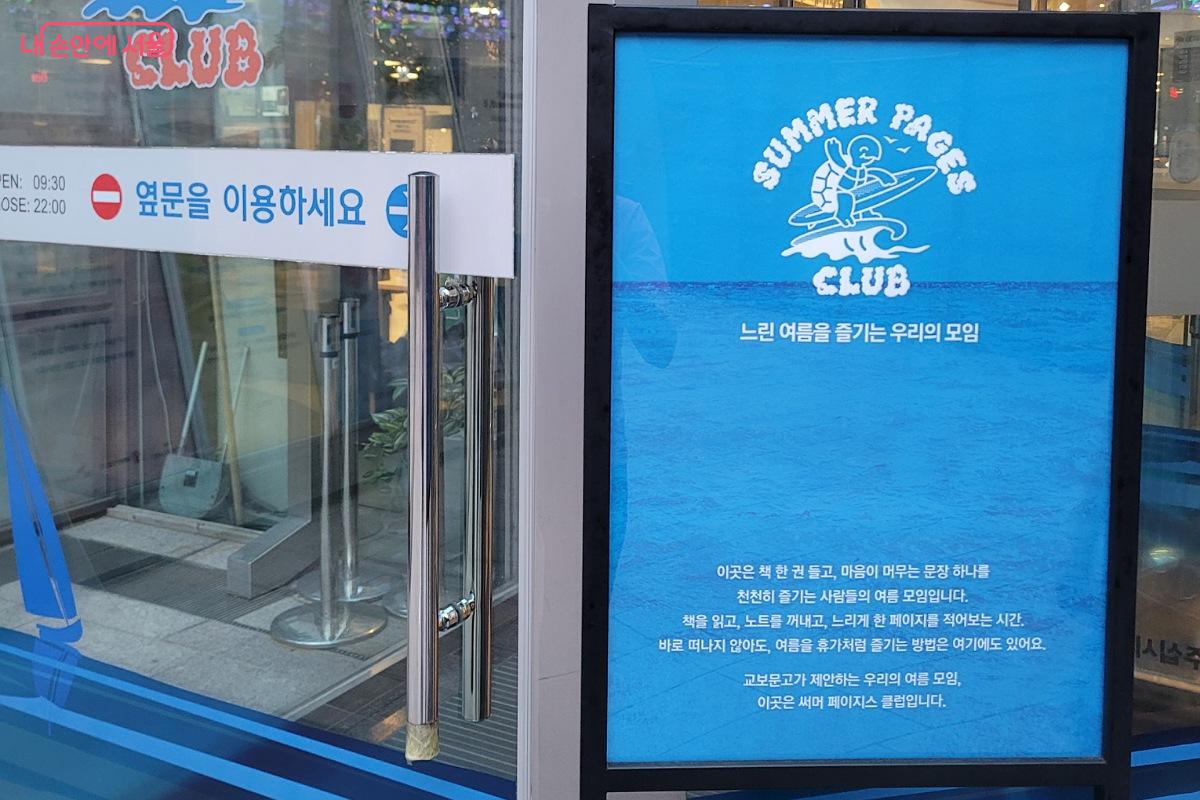 내 손안에 서울
CLUB
PEN: 09:30
LOSE: 22:00
옆문을 이용하세요
SUMMER PAGES
CLUB
느린 여름을 즐기는 우리의 모임
이곳은 책 한 권 들고, 마음이 머무는 문장 하나를
천천히 즐기는 사람들의 여름 모임입니다.
책을 읽고, 노트를 꺼내고, 느리게 한 페이지를 적어보는 시간.
바로 떠나지 않아도, 여름을 휴가처럼 즐기는 방법은 여기에도 있어요.
교보문고가 제안하는 우리의 여름 모임,
이곳은 써머 페이지스 클럽입니다.